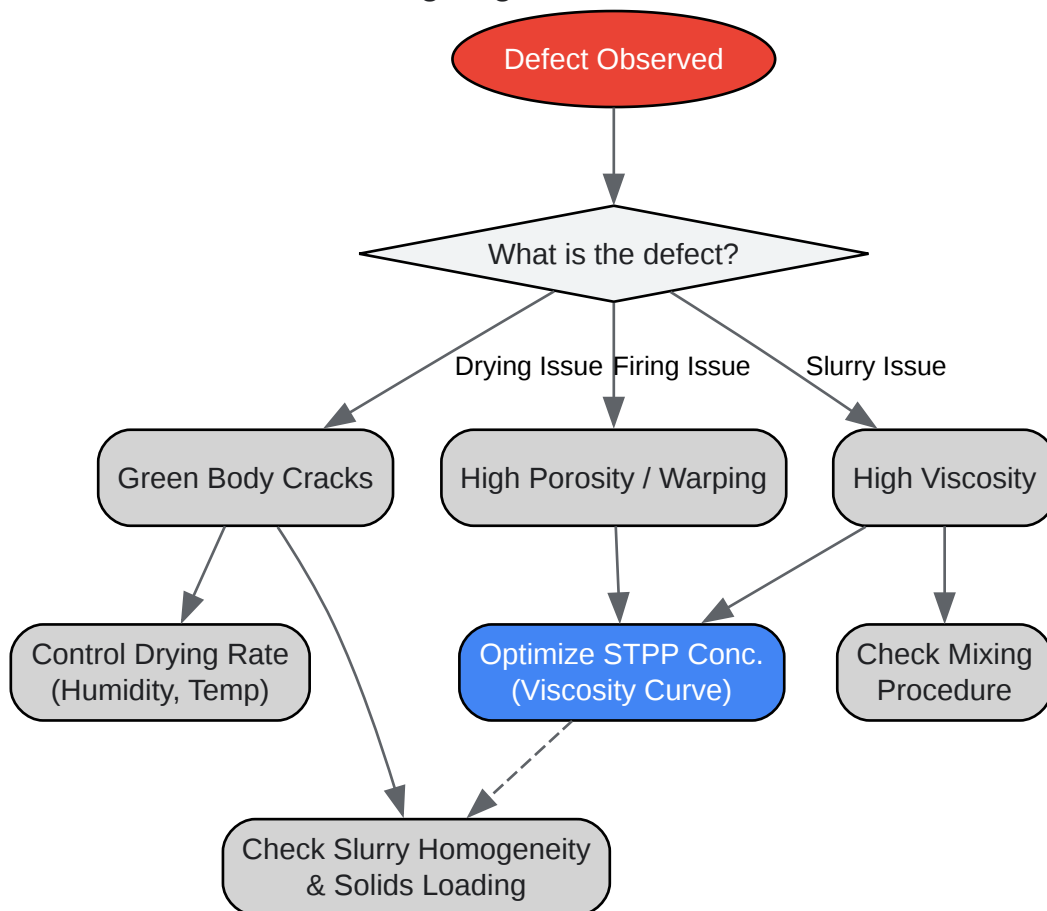 Defect Observed
What is the defect?
Drying Issue
Firing Issue
Slurry Issue
Green Body Cracks
High Porosity / Warping
High Viscosity
Control Drying Rate
(Humidity, Temp)
Optimize STPP Conc.
(Viscosity Curve)
Check Mixing
Procedure
Check Slurry Homogeneity
& Solids Loading